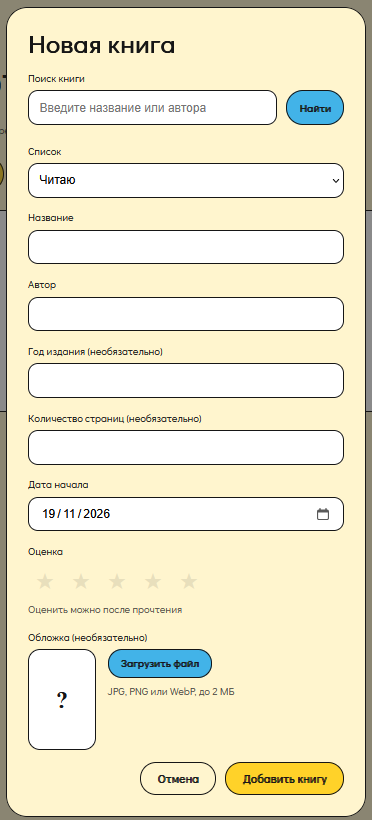 Новая книга
Поиск книги
Введите название или автора
Найти
Список
Читаю
Название
Автор
Год издания (необязательно)
Количество страниц (необязательно)
Дата начала
19 / 11 / 2026
Оценка
Оценить можно после прочтения
Обложка (необязательно)
Загрузить файл
?
JPG, PNG или WebP, до 2 МБ
Отмена
Добавить книгу